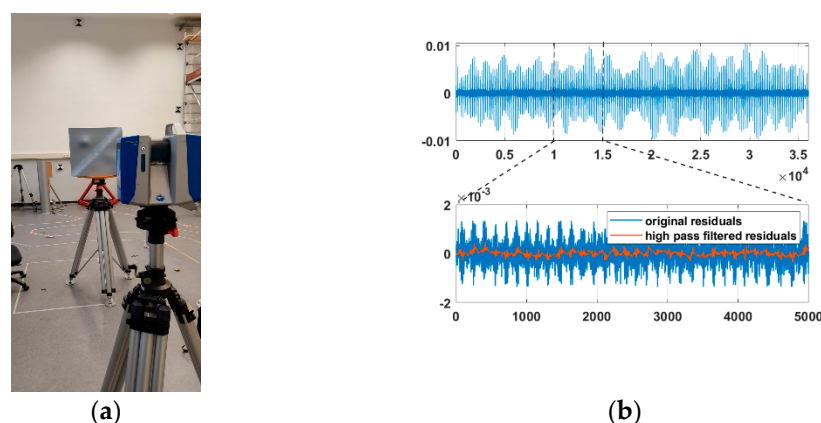 0.01
0
-0.01
0 0.5 1 1.5 2 2.5 3 3.5
×10⁴
×10⁻³
2
original residuals
high pass filtered residuals
0
-2
0 1000 2000 3000 4000 5000
(a) (b)